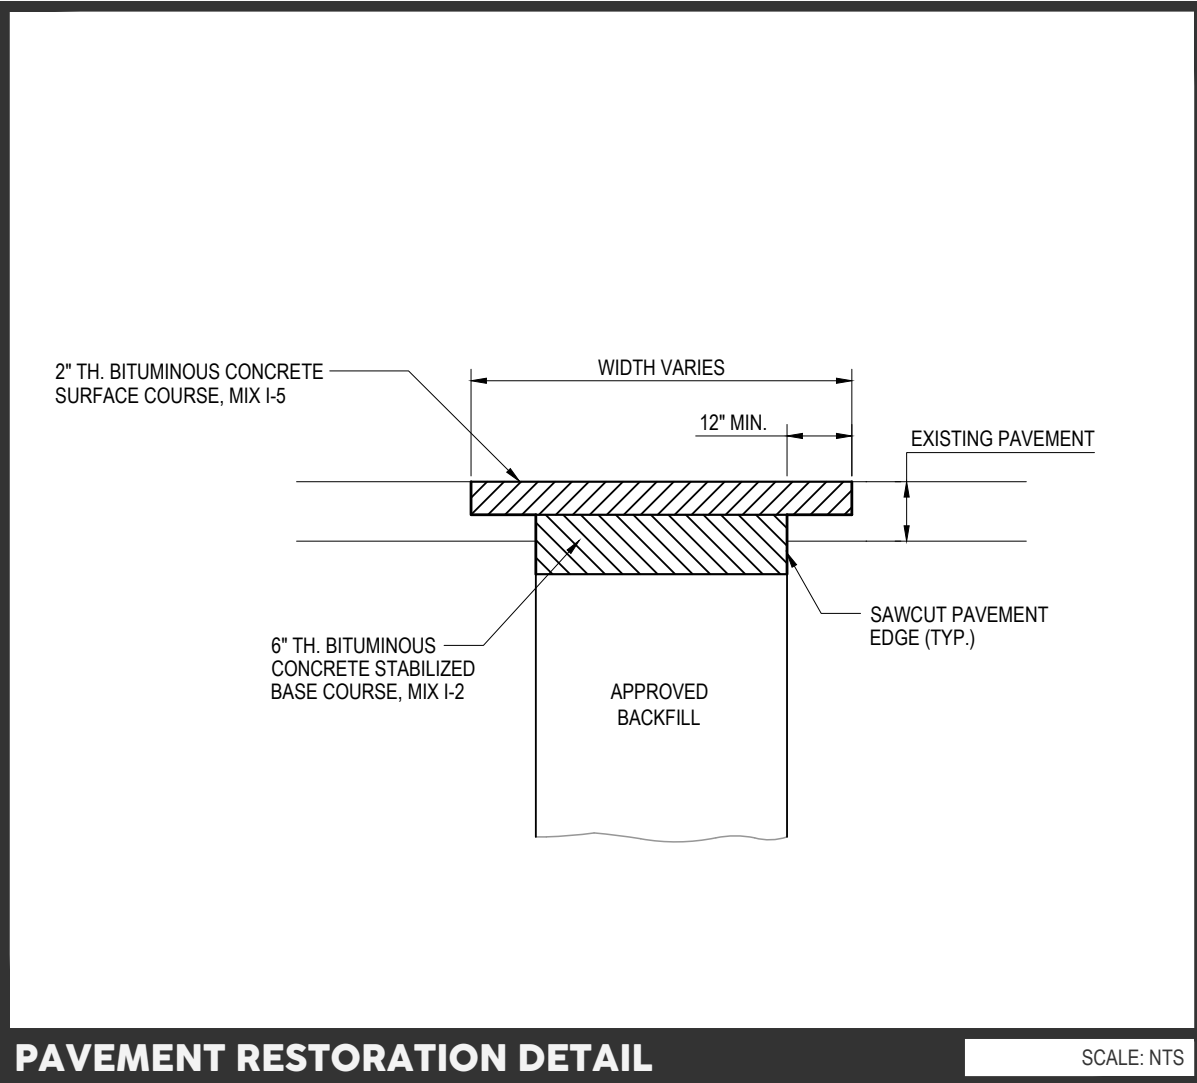 2" TH. BITUMINOUS CONCRETE
SURFACE COURSE, MIX I-5
WIDTH VARIES
12" MIN.
EXISTING PAVEMENT
SAWCUT PAVEMENT
EDGE (TYP.)
6" TH. BITUMINOUS
CONCRETE STABILIZED
BASE COURSE, MIX I-2
APPROVED
BACKFILL
PAVEMENT RESTORATION DETAIL
SCALE: NTS